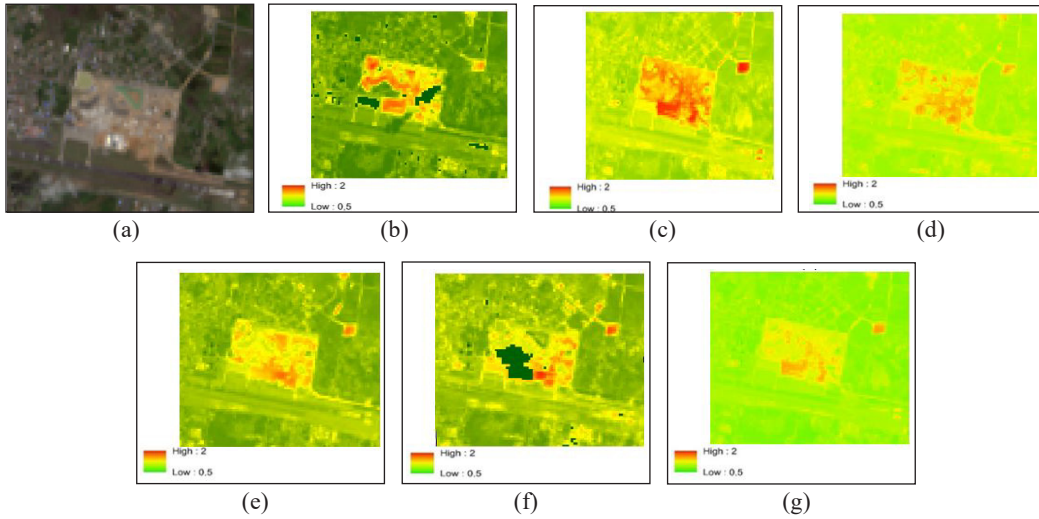 (a)
High : 2
Low : 0.5
(b)
High : 2
Low : 0.5
(c)
High : 2
Low : 0.5
(d)
High : 2
Low : 0.5
(e)
High : 2
Low : 0.5
(f)
High : 2
Low : 0.5
(g)